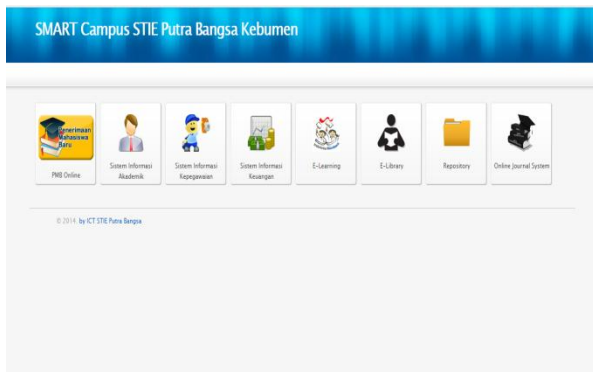 SMART Campus STIE Putra Bangsa Kebumen
Penerimaan
Mahasiswa
Baru
PMB Online
Sistem Informasi
Akademik
Sistem Informasi
Kepegawaian
Sistem Informasi
Keuangan
E-Learning
E-Library
Repository
Online Journal System
© 2014 by ICT STIE Putra Bangsa